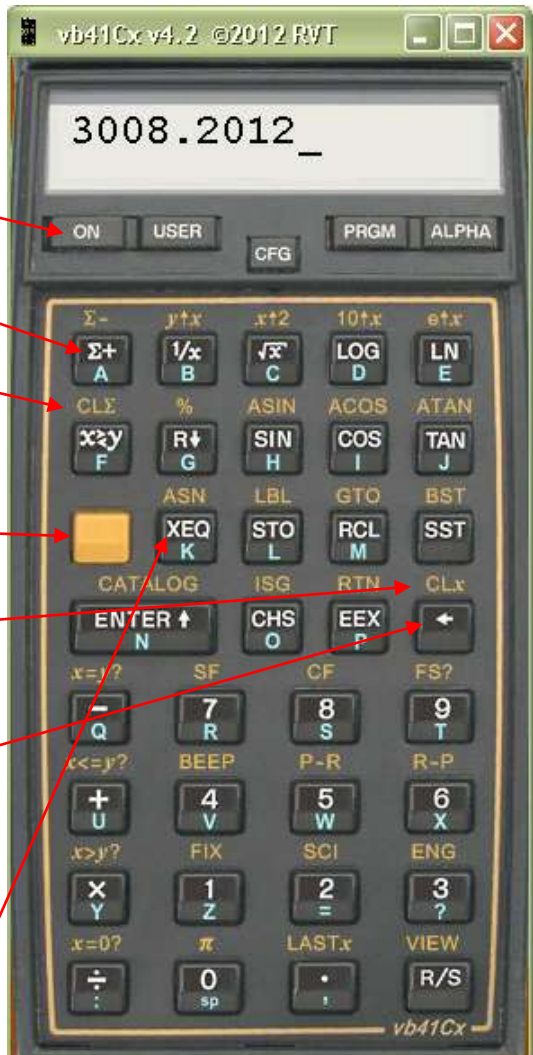 vb41Cx v4.2 ©2012 RVT
3008.2012_
ON USER CFG PRGM ALPHA
Σ- y↑x x↑2 10↑x e↑x
Σ+ 1/x √x LOG LN
A B C D E
CLΣ % ASIN ACOS ATAN
x≷y R↓ SIN COS TAN
F G H I J
ASN LBL GTO BST
XEQ STO RCL SST
K L M
CATALOG ISG RTN CLx
ENTER↑ CHS EEX ←
N O P
x=y? SF CF FS?
- 7 8 9
Q R S T
x<=y? BEEP P-R R-P
+ 4 5 6
U V W X
x>y? FIX SCI ENG
× 1 2 3
Y Z = ?
x=0? π LASTx VIEW
÷ 0 · R/S
: sp ,
vb41Cx